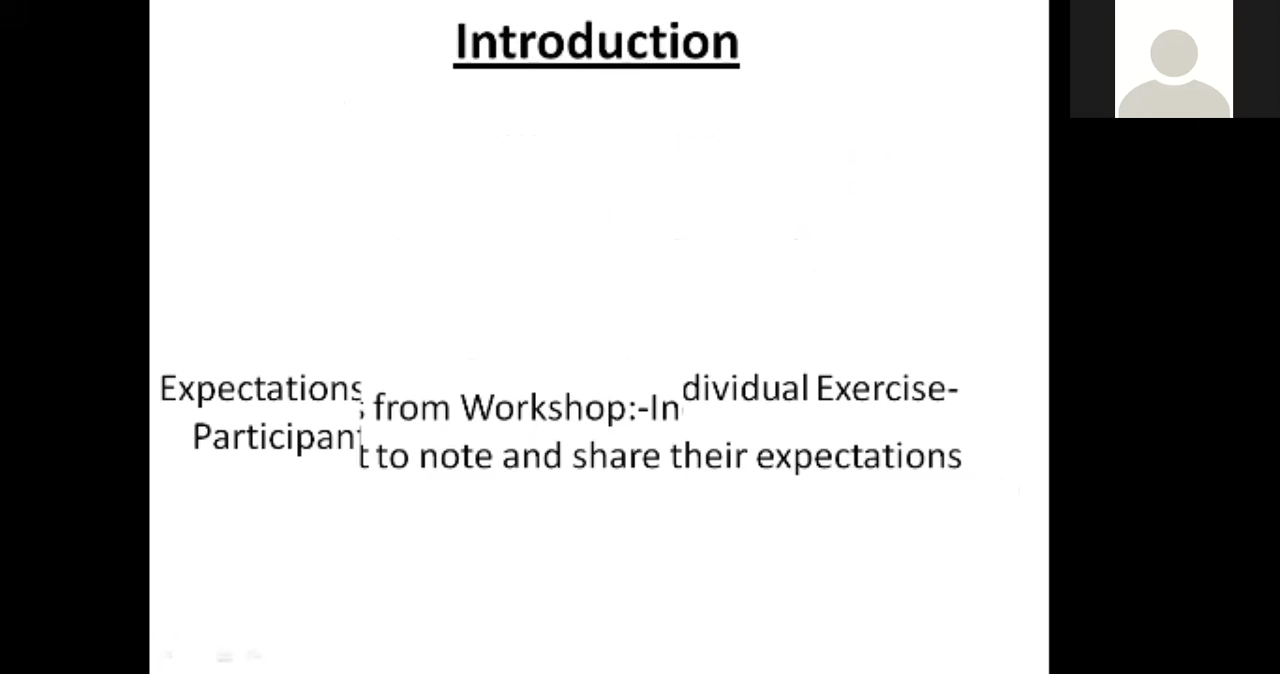 Introduction
Expectations from Workshop:-Individual Exercise-
Participant to note and share their expectations